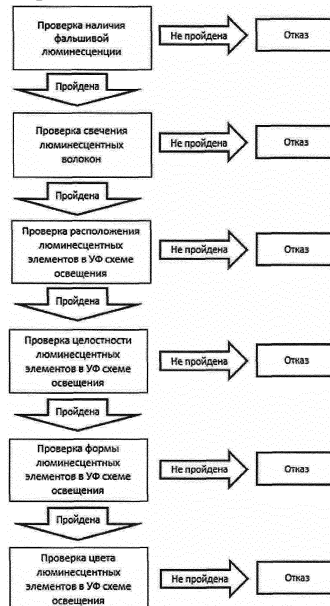 Проверка наличия
фальшивой
люминесценции
Не пройдена
Отказ
Пройдена
Проверка свечения
люминесцентных
волокон
Не пройдена
Отказ
Пройдена
Проверка расположения
люминесцентных
элементов в УФ схеме
освещения
Не пройдена
Отказ
Пройдена
Проверка целостности
люминесцентных
элементов в УФ схеме
освещения
Не пройдена
Отказ
Пройдена
Проверка формы
люминесцентных
элементов в УФ схеме
освещения
Не пройдена
Отказ
Пройдена
Проверка цвета
люминесцентных
элементов в УФ схеме
освещения
Не пройдена
Отказ